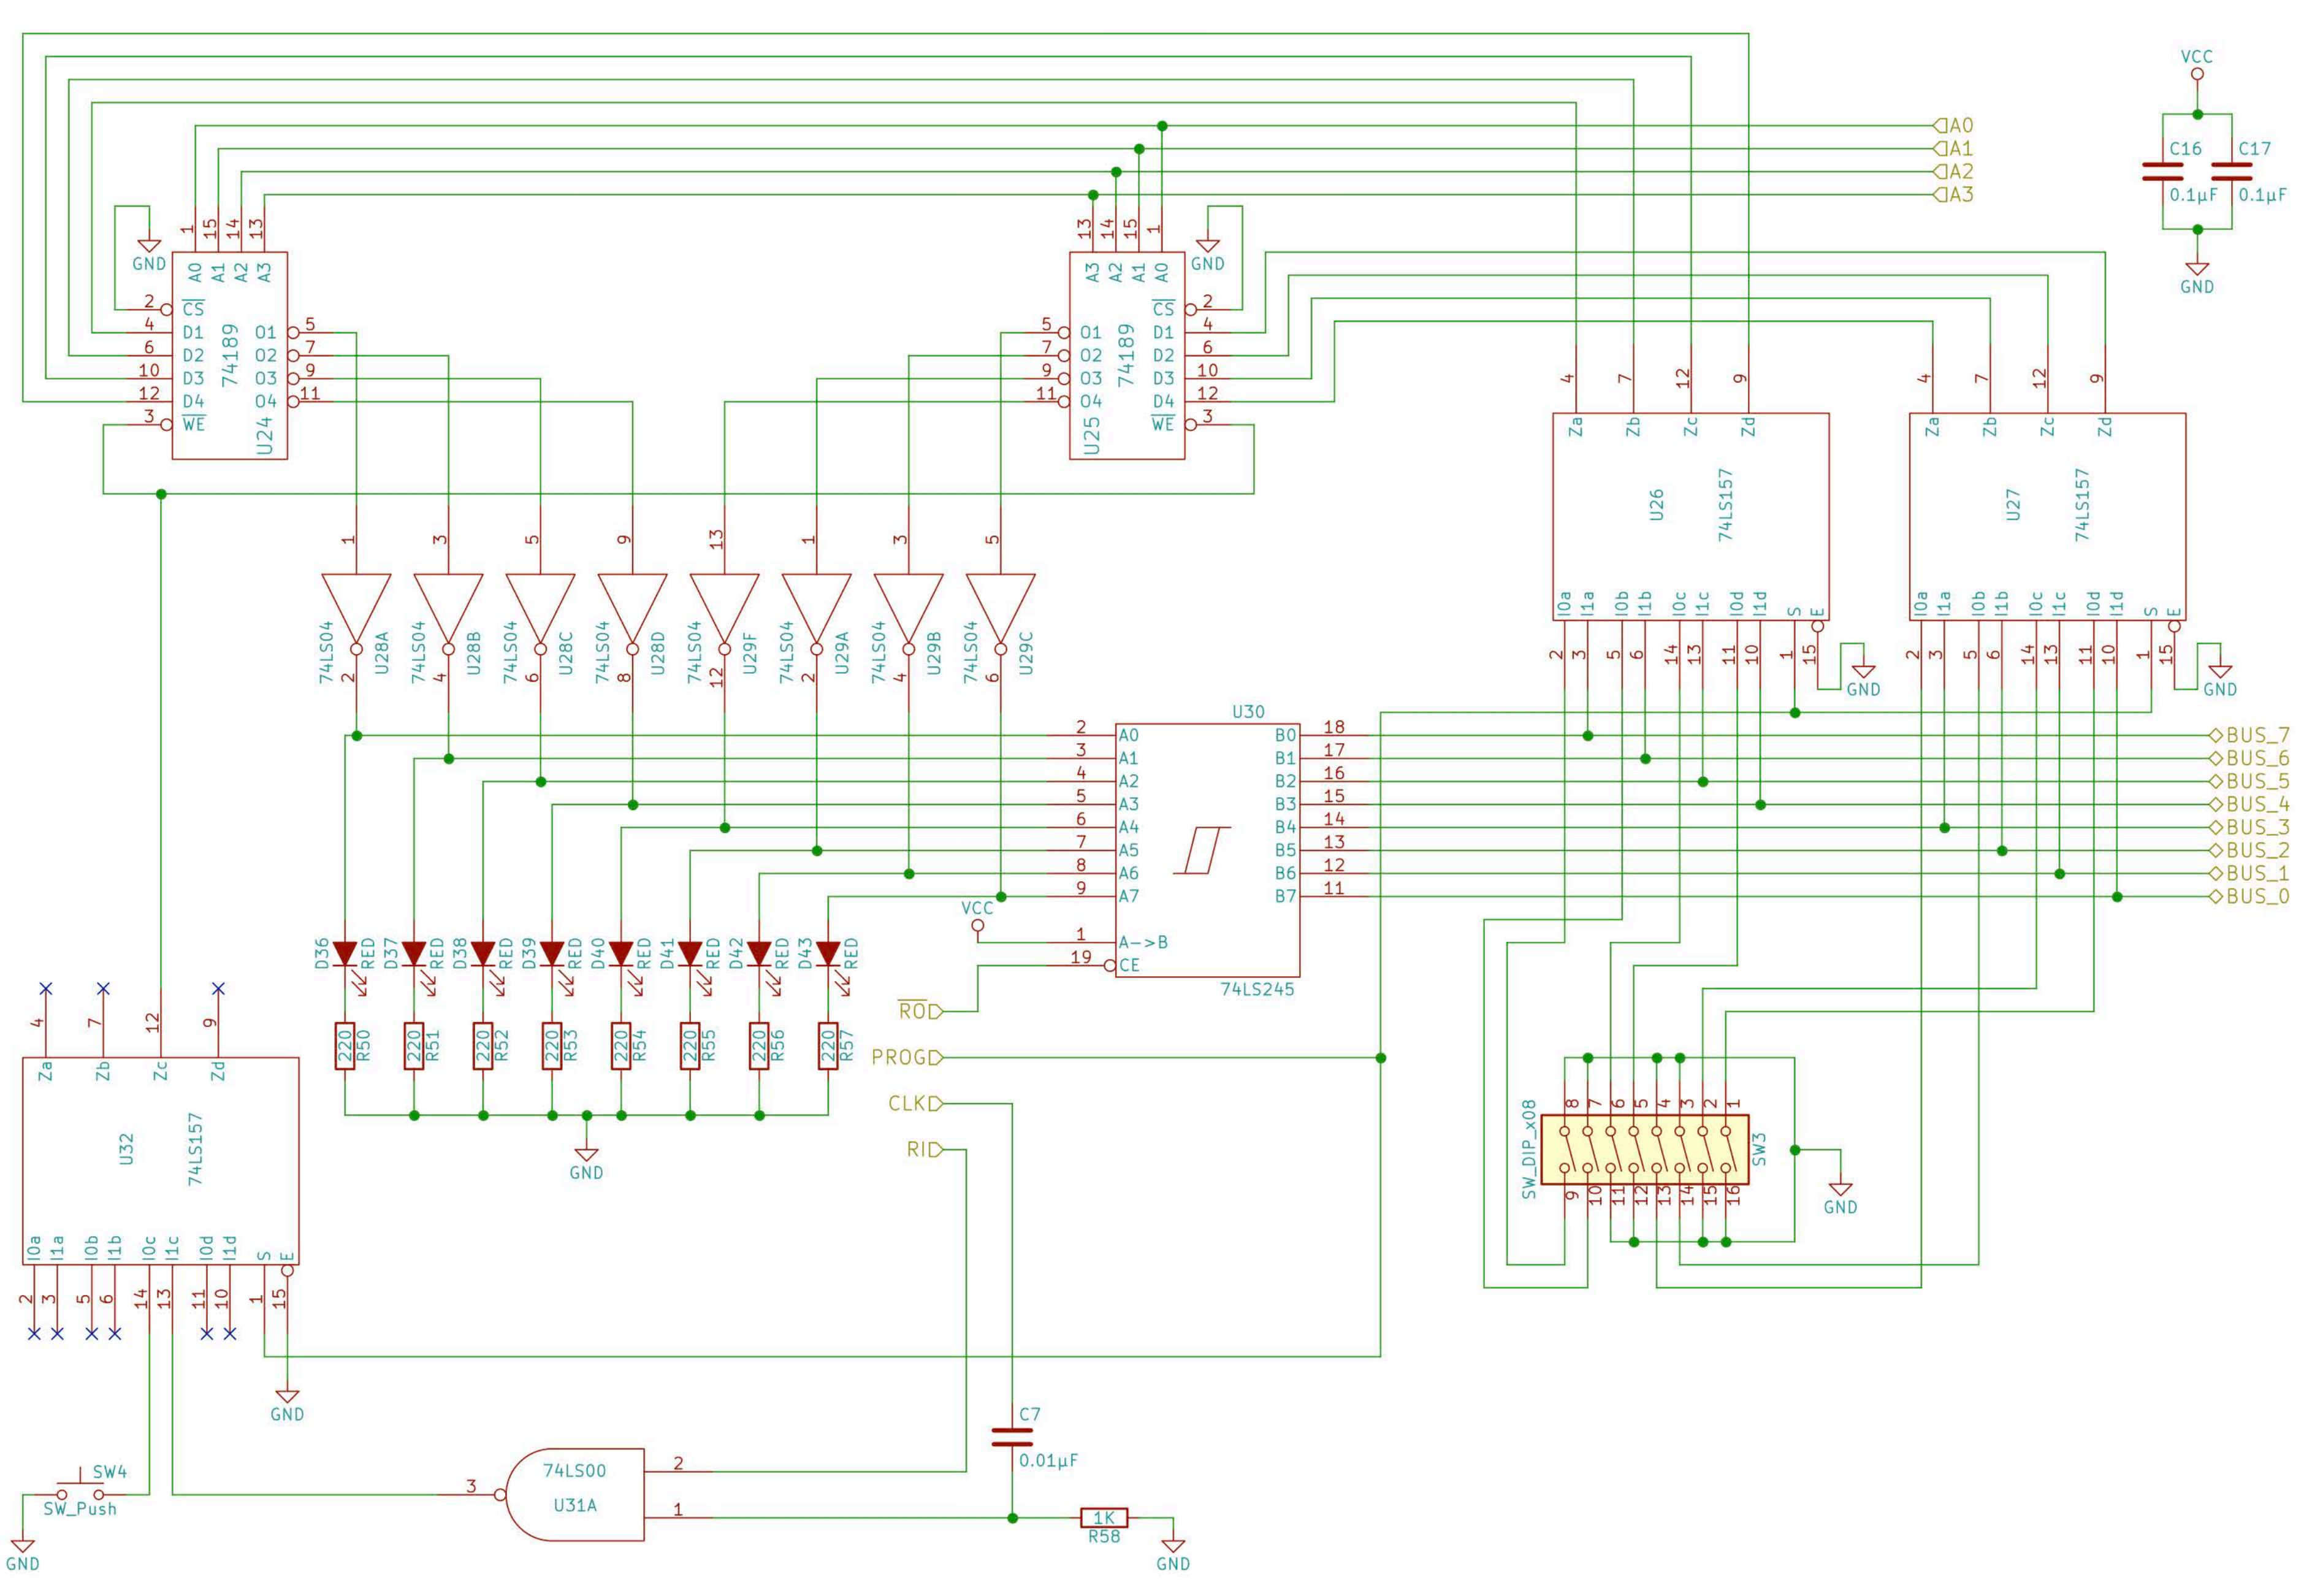 VCC
A0
A1
A2
A3
C16
C17
0.1µF
0.1µF
GND
1
15
14
13
GND
A0
A1
A2
A3
2
CS
4
D1
6
D2
10
D3
12
D4
3
WE
74189
U24
O1
5
O2
7
O3
9
O4
11
13
14
15
1
GND
A3
A2
A1
A0
5
O1
7
O2
9
O3
11
O4
74189
U25
CS
2
D1
4
D2
6
D3
10
D4
12
WE
3
4
7
12
9
Za
Zb
Zc
Zd
U26
74LS157
I0a
I1a
I0b
I1b
I0c
I1c
I0d
I1d
S
E
2
3
5
6
14
13
11
10
1
15
GND
4
7
12
9
Za
Zb
Zc
Zd
U27
74LS157
I0a
I1a
I0b
I1b
I0c
I1c
I0d
I1d
S
E
2
3
5
6
14
13
11
10
1
15
GND
1
3
5
9
13
1
3
5
74LS04
U28A
74LS04
U28B
74LS04
U28C
74LS04
U28D
74LS04
U29F
74LS04
U29A
74LS04
U29B
74LS04
U29C
2
4
6
8
12
2
4
6
U30
2
A0
B0
18
BUS_7
3
A1
B1
17
BUS_6
4
A2
B2
16
BUS_5
5
A3
B3
15
BUS_4
6
A4
B4
14
BUS_3
7
A5
B5
13
BUS_2
8
A6
B6
12
BUS_1
9
A7
B7
11
BUS_0
VCC
1
A->B
19
CE
74LS245
D36
RED
D37
RED
D38
RED
D39
RED
D40
RED
D41
RED
D42
RED
D43
RED
220
R50
220
R51
220
R52
220
R53
220
R54
220
R55
220
R56
220
R57
GND
RO
PROG
CLK
RI
4
7
12
9
Za
Zb
Zc
Zd
U32
74LS157
I0a
I1a
I0b
I1b
I0c
I1c
I0d
I1d
S
E
2
3
5
6
14
13
11
10
1
15
GND
SW_DIP_x08
8
7
6
5
4
3
2
1
SW3
9
10
11
12
13
14
15
16
GND
SW4
SW_Push
GND
3
74LS00
U31A
2
1
C7
0.01µF
1K
R58
GND